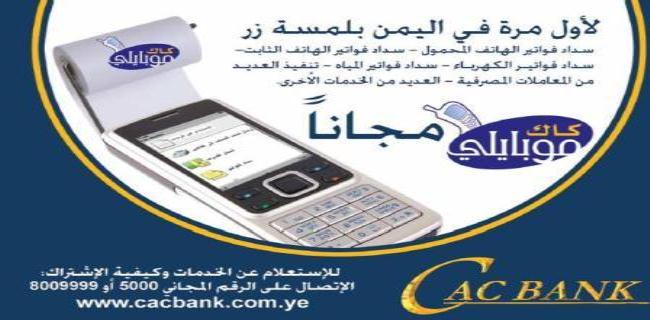 لأول مرة في اليمن بلمسة زر
سداد فواتير الهاتف المحمول - سداد فواتير الهاتف الثابت -
سداد فواتير الكهرباء - سداد فواتير المياه - تنفيذ العديد
من المعاملات المصرفية - العديد من الخدمات الأخرى.
كاك
موبايلي
مجاناً
كاك
موبايلي
للإستعلام عن الخدمات وكيفية الإشتراك:
الإتصال على الرقم المجاني 5000 أو 8009999
www.cacbank.com.ye
CAC BANK